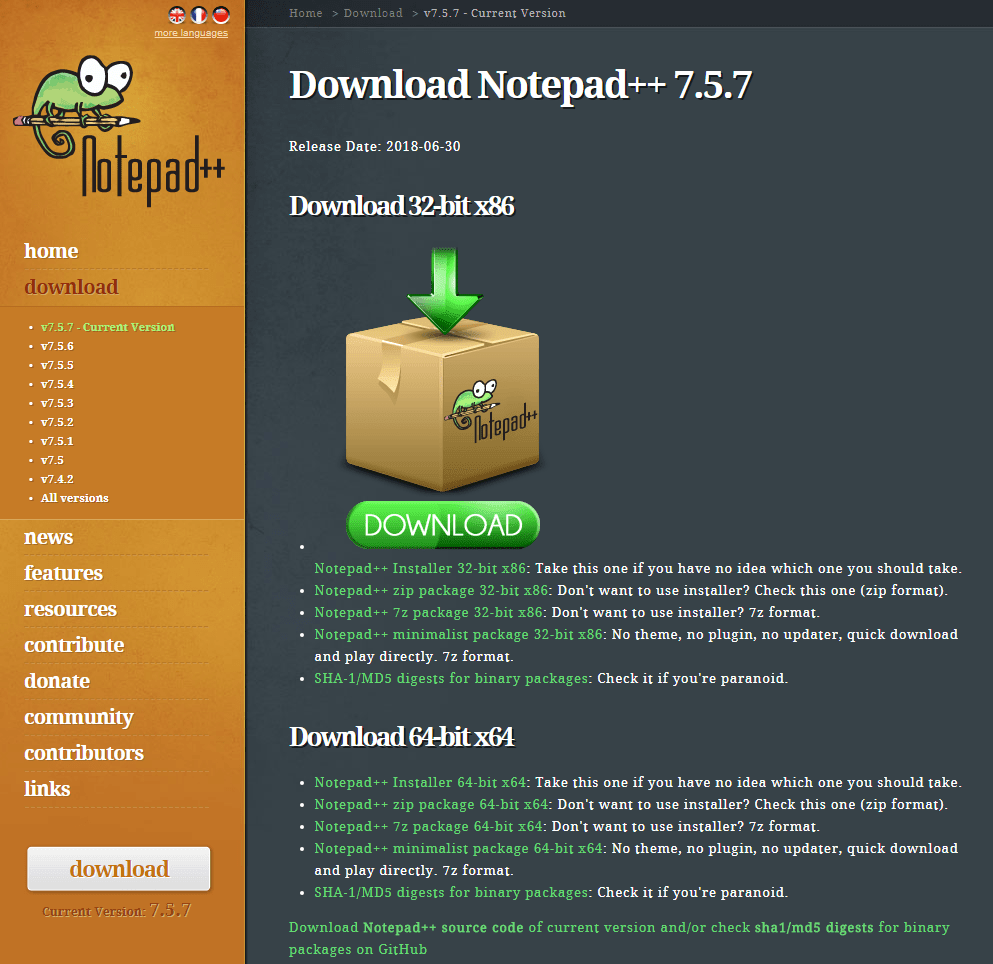 more languages
Notepad++
home
download
v7.5.7 - Current Version
v7.5.6
v7.5.5
v7.5.4
v7.5.3
v7.5.2
v7.5.1
v7.5
v7.4.2
All versions
news
features
resources
contribute
donate
community
contributors
links
download
Current Version: 7.5.7
Home > Download > v7.5.7 - Current Version
Download Notepad++ 7.5.7
Release Date: 2018-06-30
Download 32-bit x86
Notepad++
DOWNLOAD
Notepad++ Installer 32-bit x86: Take this one if you have no idea which one you should take.
Notepad++ zip package 32-bit x86: Don't want to use installer? Check this one (zip format).
Notepad++ 7z package 32-bit x86: Don't want to use installer? 7z format.
Notepad++ minimalist package 32-bit x86: No theme, no plugin, no updater, quick download
and play directly. 7z format.
SHA-1/MD5 digests for binary packages: Check it if you're paranoid.
Download 64-bit x64
Notepad++ Installer 64-bit x64: Take this one if you have no idea which one you should take.
Notepad++ zip package 64-bit x64: Don't want to use installer? Check this one (zip format).
Notepad++ 7z package 64-bit x64: Don't want to use installer? 7z format.
Notepad++ minimalist package 64-bit x64: No theme, no plugin, no updater, quick download
and play directly. 7z format.
SHA-1/MD5 digests for binary packages: Check it if you're paranoid.
Download Notepad++ source code of current version and/or check sha1/md5 digests for binary
packages on GitHub